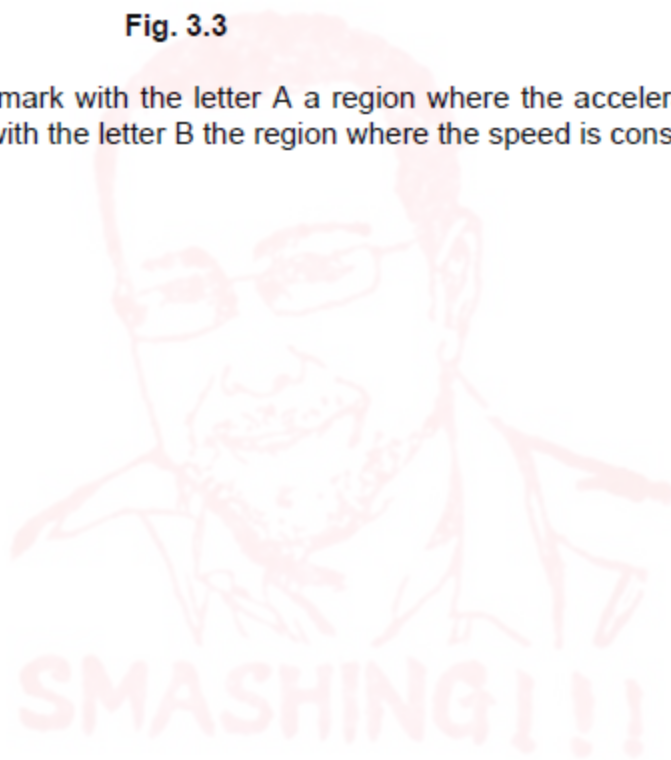 Fig. 3.3
mark with the letter A a region where the acceler
with the letter B the region where the speed is cons
SMASHING!!!